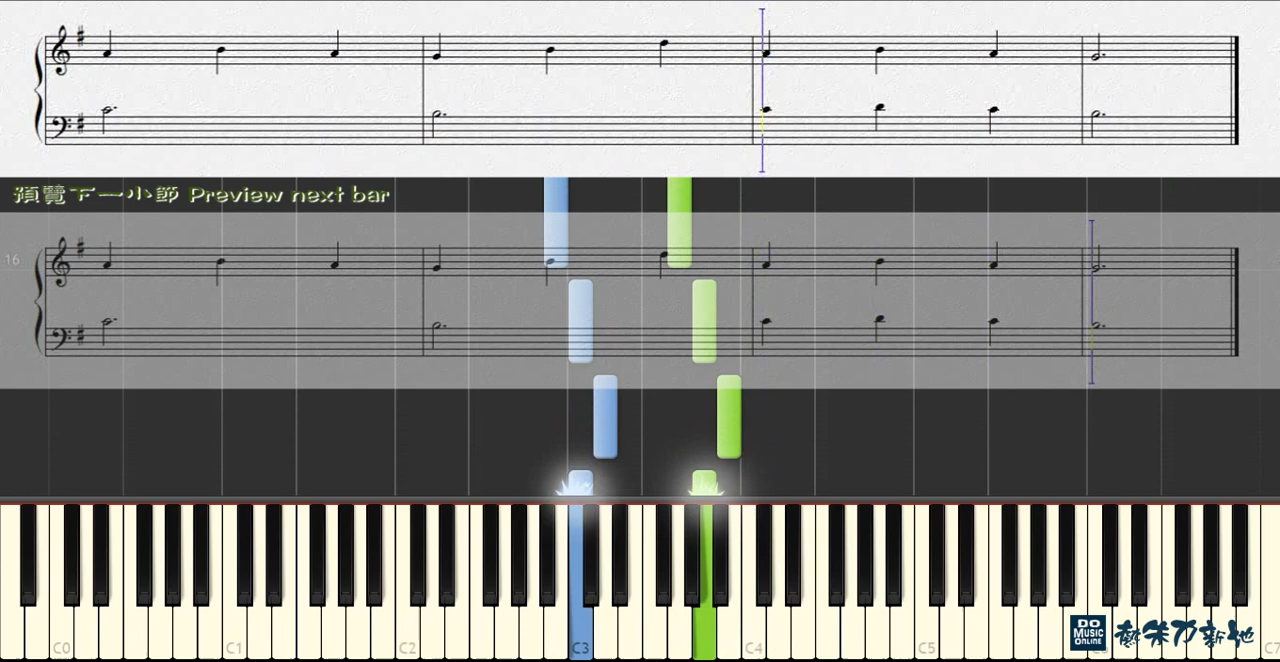 預覽下一小節 Preview next bar
16
C0 C1 C2 C3 C4 C5 C7
DO
MUSIC
ONLINE